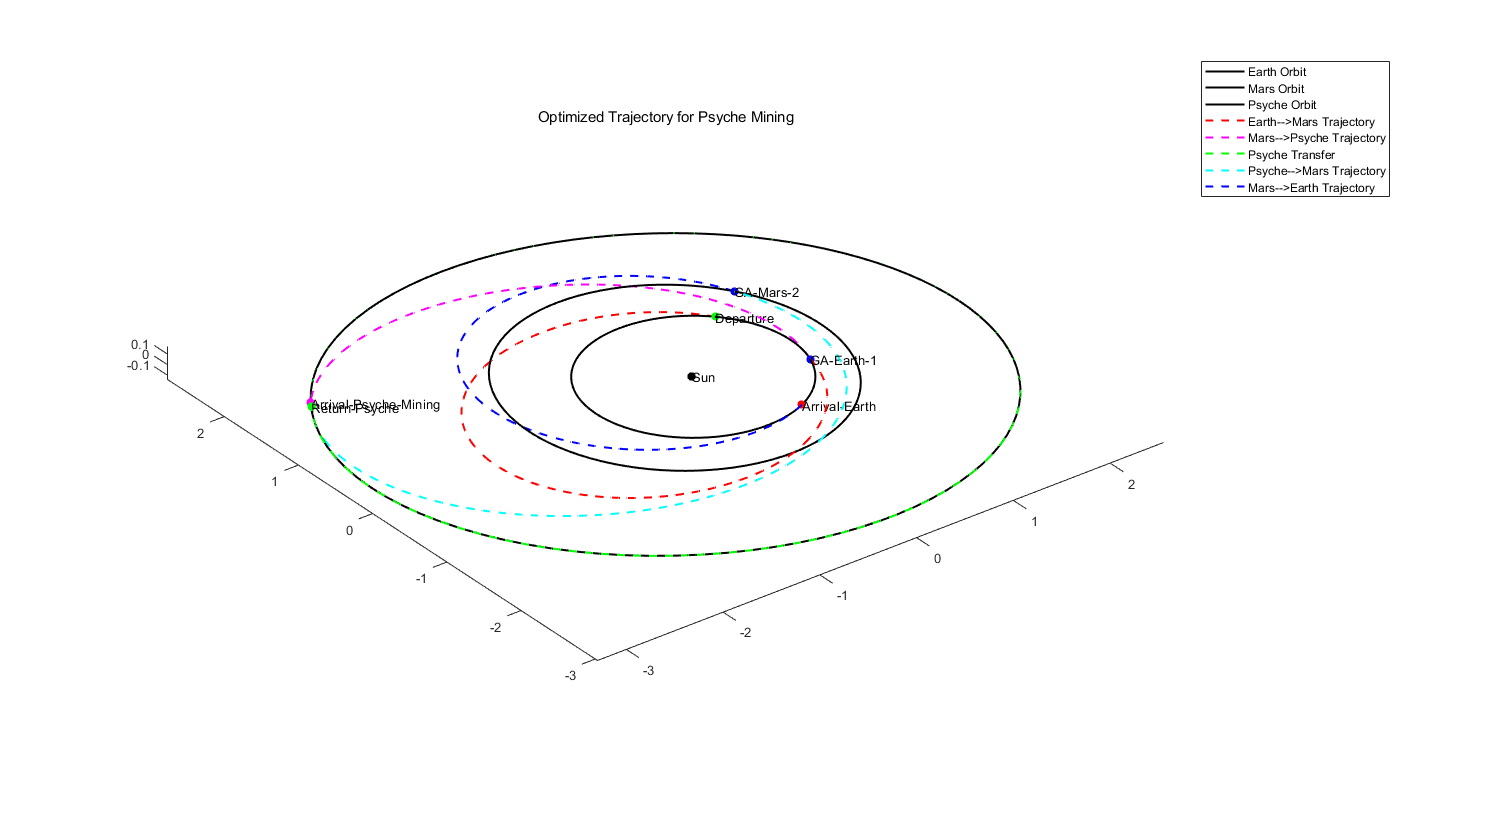 Optimized Trajectory for Psyche Mining
Earth Orbit
Mars Orbit
Psyche Orbit
Earth-->Mars Trajectory
Mars-->Psyche Trajectory
Psyche Transfer
Psyche-->Mars Trajectory
Mars-->Earth Trajectory
GA-Mars-2
Departure
GA-Earth-1
Sun
Arrival-Psyche-Mining
Return-Psyche
Arrival-Earth
0.1
0
-0.1
2
1
0
-1
-2
-3
-3
-2
-1
0
1
2